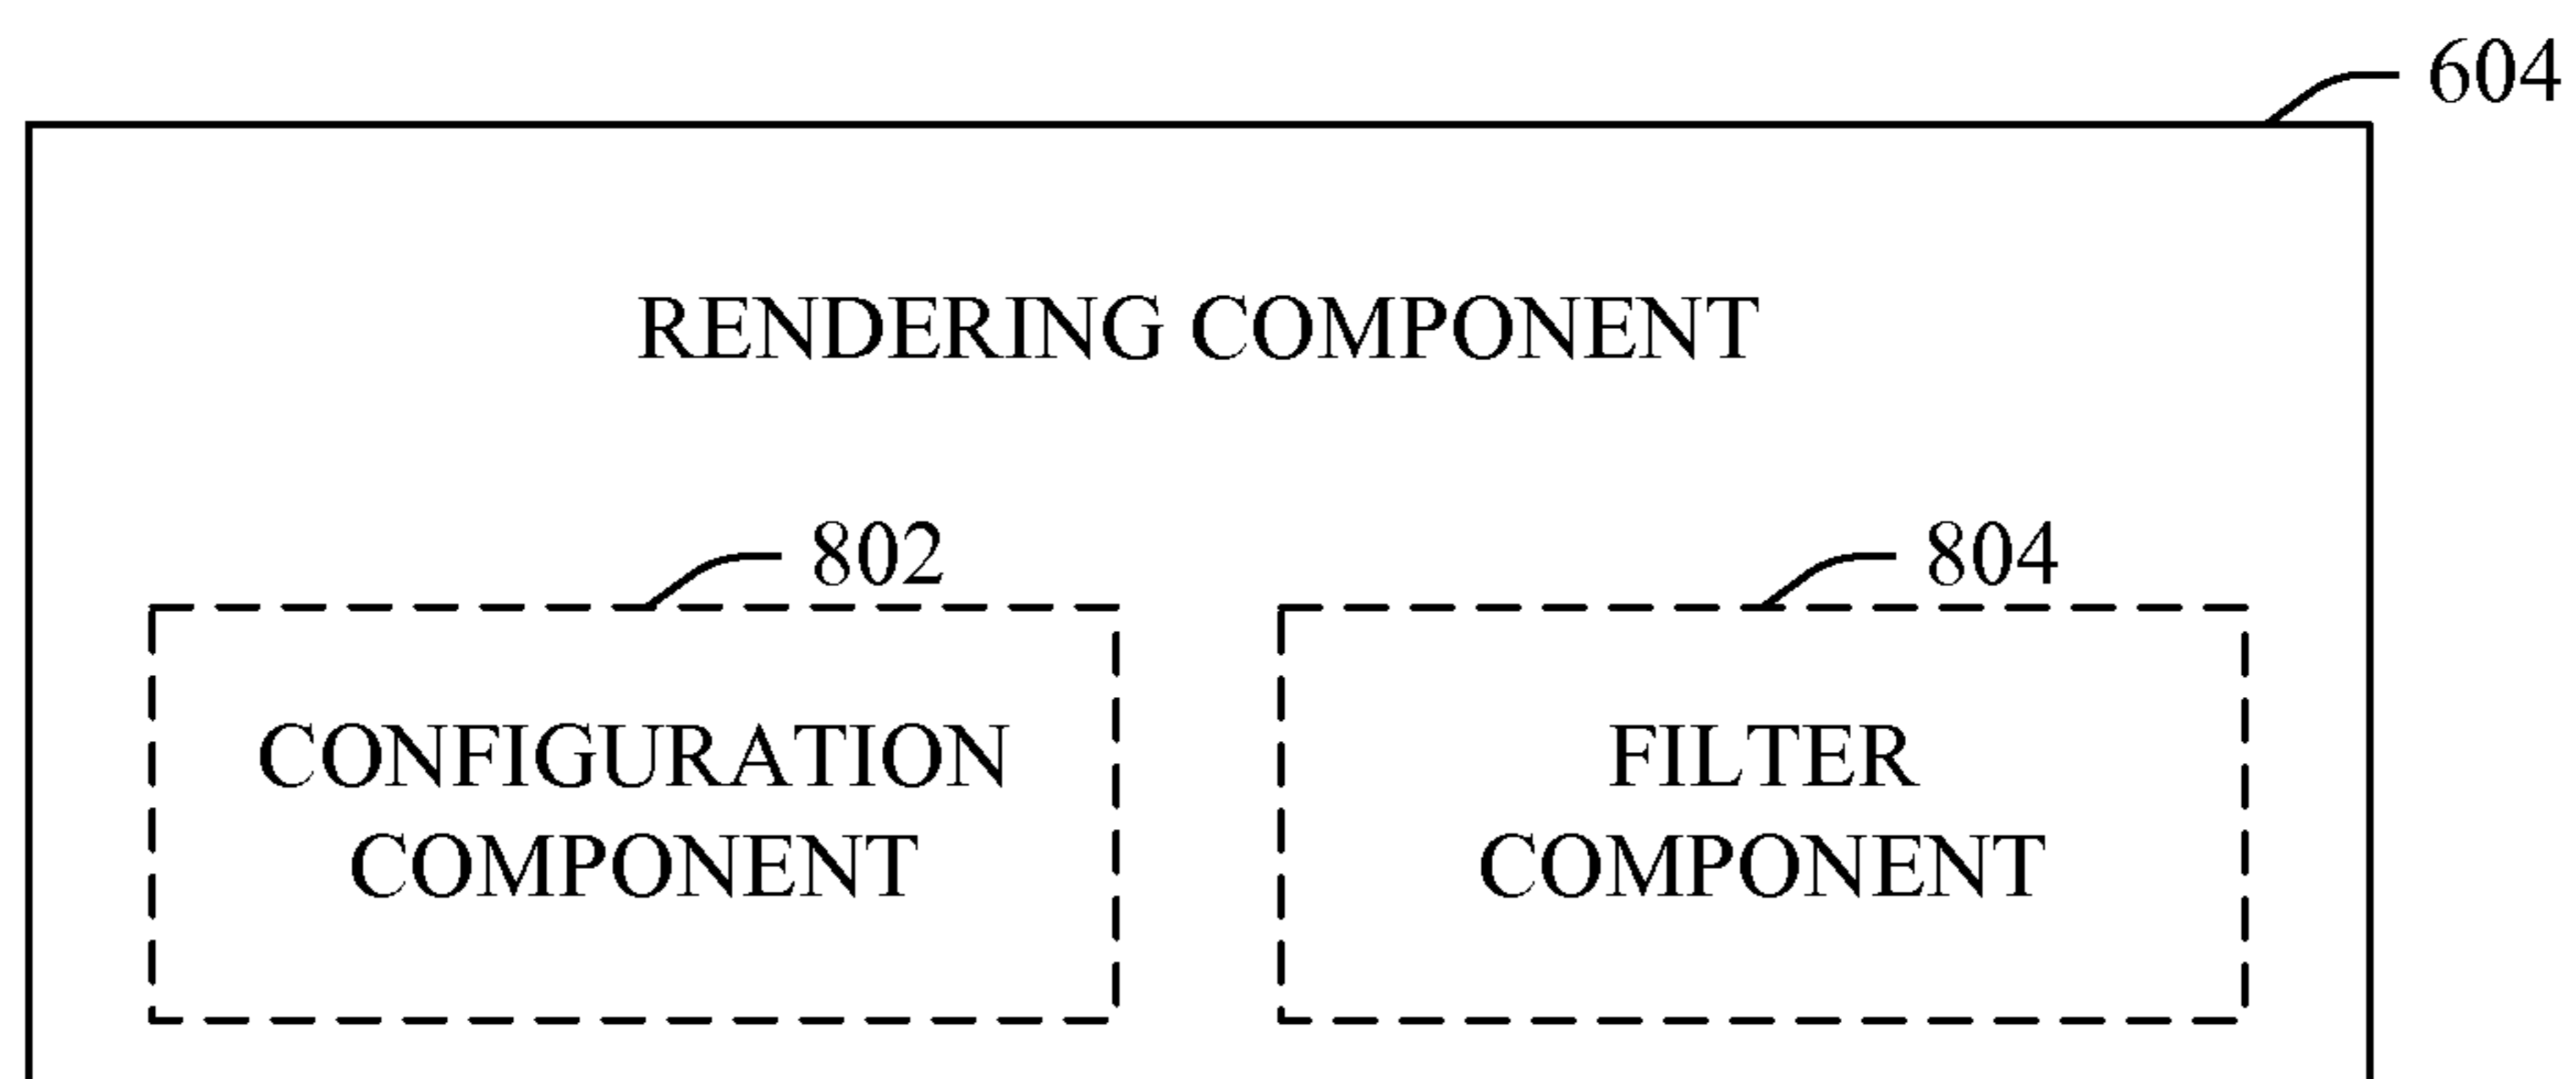 604
RENDERING COMPONENT
802
804
CONFIGURATION
COMPONENT
FILTER
COMPONENT